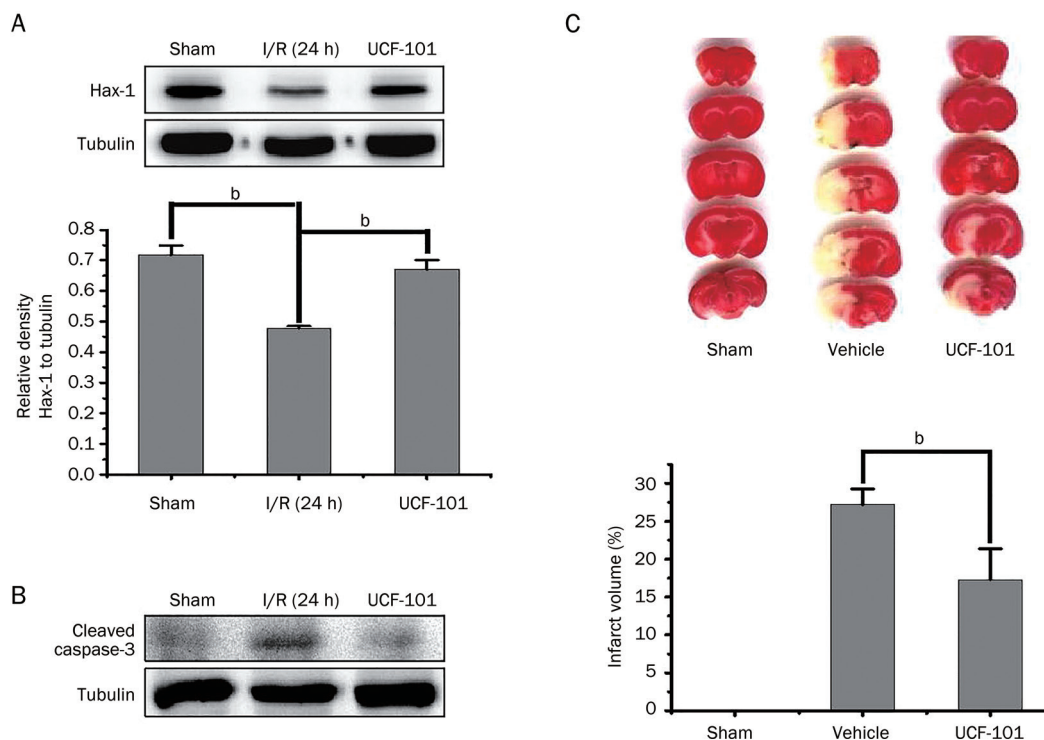 A
Sham I/R (24 h) UCF-101
Hax-1
Tubulin
b
b
Relative density
Hax-1 to tubulin
0.8
0.7
0.6
0.5
0.4
0.3
0.2
0.1
0.0
Sham I/R (24 h) UCF-101
B
Sham I/R (24 h) UCF-101
Cleaved
caspase-3
Tubulin
C
Sham Vehicle UCF-101
b
Infarct volume (%)
30
25
20
15
10
5
0
Sham Vehicle UCF-101